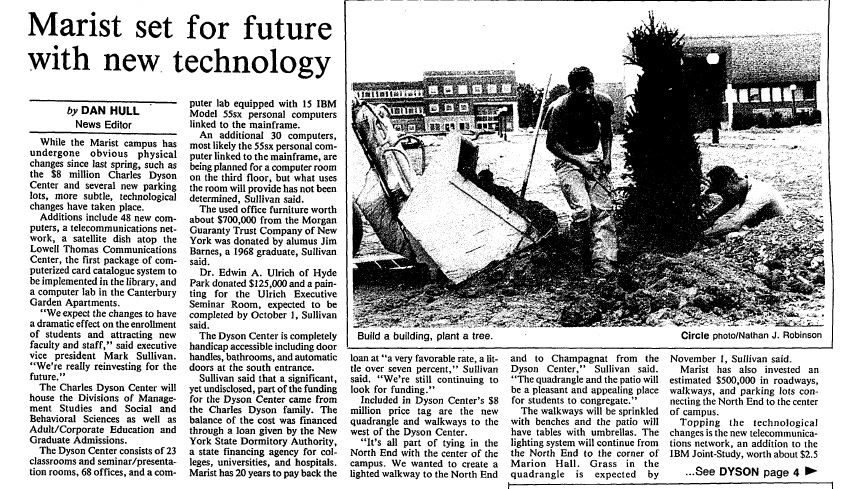 Marist set for future
with new technology
by DAN HULL
News Editor
While the Marist campus has
undergone obvious physical
changes since last spring, such as
the $8 million Charles Dyson
Center and several new parking
lots, more subtle, technological
changes have taken place.
Additions include 48 new com-
puters, a telecommunications net-
work, a satellite dish atop the
Lowell Thomas Communications
Center, the first package of com-
puterized card catalogue system to
be implemented in the library, and
a computer lab in the Canterbury
Garden Apartments.
"We expect the changes to have
a dramatic effect on the enrollment
of students and attracting new
faculty and staff," said executive
vice president Mark Sullivan.
"We're really reinvesting for the
future."
The Charles Dyson Center will
house the Divisions of Manage-
ment Studies and Social and
Behavioral Sciences as well as
Adult/Corporate Education and
Graduate Admissions.
The Dyson Center consists of 23
classrooms and seminar/presenta-
tion rooms, 68 offices, and a com-
puter lab equipped with 15 IBM
Model 55sx personal computers
linked to the mainframe.
An additional 30 computers,
most likely the 55sx personal com-
puter linked to the mainframe, are
being planned for a computer room
on the third floor, but what uses
the room will provide has not been
determined, Sullivan said.
The used office furniture worth
about $700,000 from the Morgan
Guaranty Trust Company of New
York was donated by alumus Jim
Barnes, a 1968 graduate, Sullivan
said.
Dr. Edwin A. Ulrich of Hyde
Park donated $125,000 and a pain-
ting for the Ulrich Executive
Seminar Room, expected to be
completed by October 1, Sullivan
said.
The Dyson Center is completely
handicap accessible including door
handles, bathrooms, and automatic
doors at the south entrance.
Sullivan said that a significant,
yet undisclosed, part of the funding
for the Dyson Center came from
the Charles Dyson family. The
balance of the cost was financed
through a loan given by the New
York State Dormitory Authority,
a state financing agency for col-
leges, universities, and hospitals.
Marist has 20 years to pay back the
Build a building, plant a tree.
Circle photo/Nathan J. Robinson
loan at "a very favorable rate, a lit-
tle over seven percent," Sullivan
said. "We're still continuing to
look for funding."
Included in Dyson Center's $8
million price tag are the new
quadrangle and walkways to the
west of the Dyson Center.
"It's all part of tying in the
North End with the center of the
campus. We wanted to create a
lighted walkway to the North End
and to Champagnat from the
Dyson Center," Sullivan said.
"The quadrangle and the patio will
be a pleasant and appealing place
for students to congregate."
The walkways will be sprinkled
with benches and the patio will
have tables with umbrellas. The
lighting system will continue from
the North End to the corner of
Marion Hall. Grass in the
quadrangle is expected by
November 1, Sullivan said.
Marist has also invested an
estimated $500,000 in roadways,
walkways, and parking lots con-
necting the North End to the center
of campus.
Topping the technological
changes is the new telecommunica-
tions network, an addition to the
IBM Joint-Study, worth about $2.5
...See DYSON page 4 ►